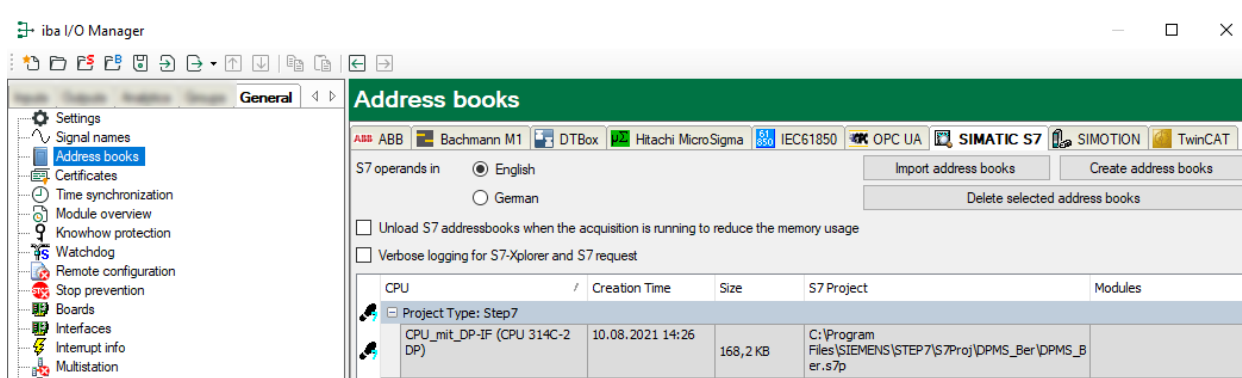 iba I/O Manager
General
Address books
Settings
Signal names
Address books
Certificates
Time synchronization
Module overview
Knowhow protection
Watchdog
Remote configuration
Stop prevention
Boards
Interfaces
Interrupt info
Multistation
ABB ABB Bachmann M1 DTBox Hitachi MicroSigma 61 850 IEC61850 OPC UA SIMATIC S7 SIMOTION TwinCAT
S7 operands in English Import address books Create address books
German Delete selected address books
Unload S7 addressbooks when the acquisition is running to reduce the memory usage
Verbose logging for S7-Xplorer and S7 request
CPU / Creation Time Size S7 Project Modules
Project Type: Step7
CPU_mit_DP-IF (CPU 314C-2 DP) 10.08.2021 14:26 168,2 KB C:\Program Files\SIEMENS\STEP7\S7Proj\DPMS_Ber\DPMS_Ber.s7p